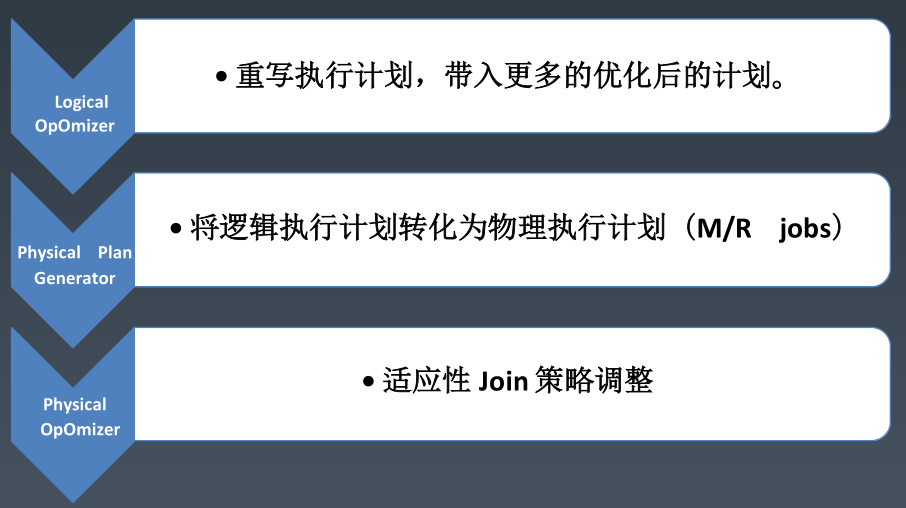 Logical
OpOmizer
• 重写执行计划，带入更多的优化后的计划。
Physical Plan
Generator
• 将逻辑执行计划转化为物理执行计划（M/R jobs）
Physical
OpOmizer
• 适应性 Join 策略调整